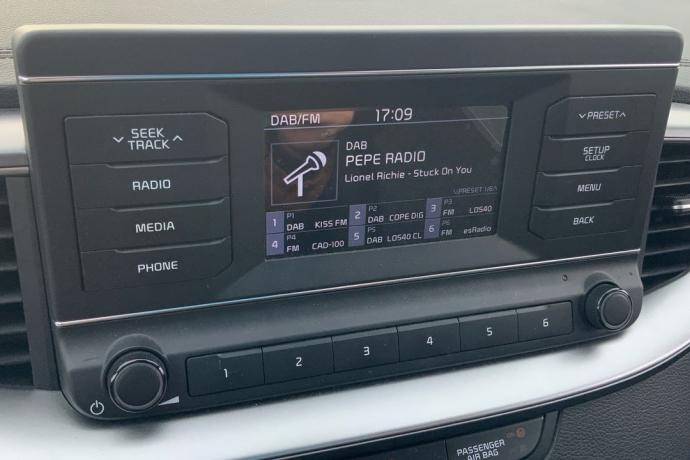 DAB/FM 17:09
DAB
PEPE RADIO
Lionel Richie - Stuck On You
PRESET 1/6
1 P1 DAB KISS FM
2 P2 DAB COPE DIG
3 P3 FM LOS40
4 P4 FM CAD-100
5 P5 DAB LOS40 CL
6 P6 FM esRadio
SEEK
TRACK
RADIO
MEDIA
PHONE
PRESET
SETUP
CLOCK
MENU
BACK
1 2 3 4 5 6
PASSENGER
AIR BAG
ON